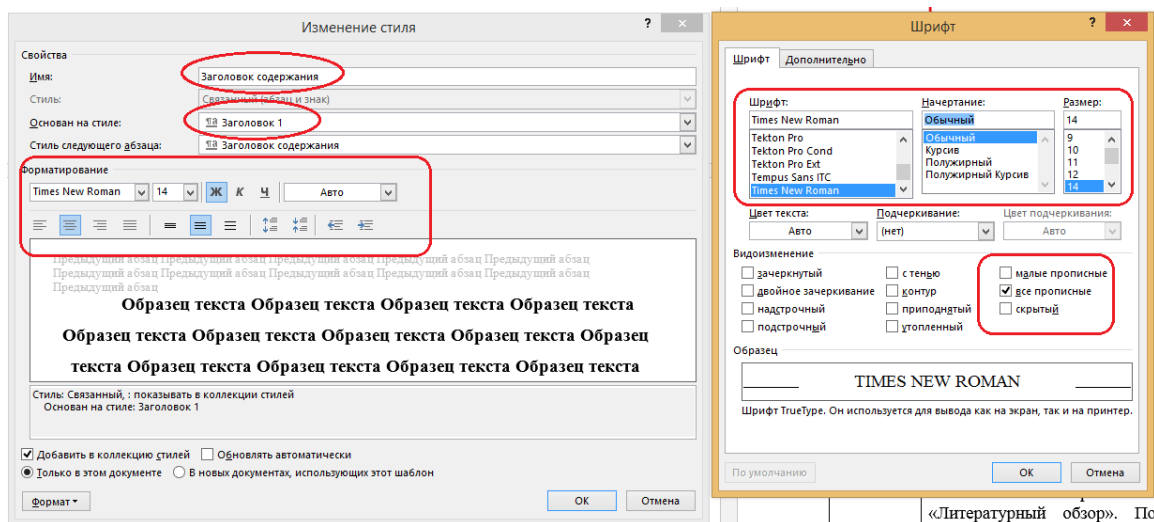 Изменение стиля
?
Свойства
Имя: Заголовок содержания
Стиль: Связанный (абзац и знак)
Основан на стиле: ¶a Заголовок 1
Стиль следующего абзаца: ¶a Заголовок содержания
Форматирование
Times New Roman 14 Ж К Ч Авто
Предыдущий абзац Предыдущий абзац Предыдущий абзац Предыдущий абзац Предыдущий абзац
Предыдущий абзац Предыдущий абзац Предыдущий абзац Предыдущий абзац Предыдущий абзац
Предыдущий абзац
Образец текста Образец текста Образец текста Образец текста
Образец текста Образец текста Образец текста Образец
текста Образец текста Образец текста Образец текста
Стиль: Связанный, : показывать в коллекции стилей
Основан на стиле: Заголовок 1
Добавить в коллекцию стилей Обновлять автоматически
Только в этом документе В новых документах, использующих этот шаблон
Формат ОК Отмена
Шрифт
?
Шрифт Дополнительно
Шрифт: Начертание: Размер:
Times New Roman Обычный 14
Tekton Pro Обычный 9
Tekton Pro Cond Курсив 10
Tekton Pro Ext Полужирный 11
Tempus Sans ITC Полужирный Курсив 12
Times New Roman 14
Цвет текста: Подчеркивание: Цвет подчеркивания:
Авто (нет) Авто
Видоизменение
зачеркнутый с тенью малые прописные
двойное зачеркивание контур все прописные
надстрочный приподнятый скрытый
подстрочный утопленный
Образец
TIMES NEW ROMAN
Шрифт TrueType. Он используется для вывода как на экран, так и на принтер.
По умолчанию ОК Отмена
«Литературный обзор». По